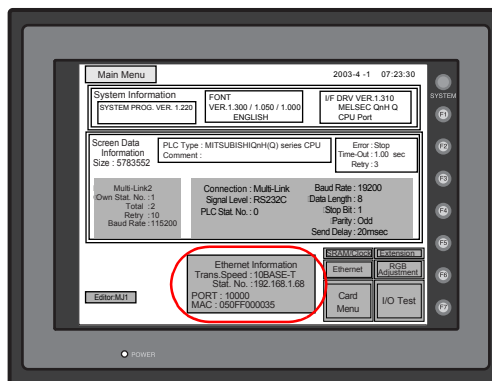 Main Menu 2003-4 -1 07:23:30
SYSTEM
System Information
SYSTEM PROG. VER. 1.220
FONT
VER.1.300 / 1.050 / 1.000
ENGLISH
I/F DRV VER.1.310
MELSEC QnH Q
CPU Port
F1
Screen Data
Information
Size : 5783552
PLC Type : MITSUBISHIQnH(Q) series CPU
Comment :
Error : Stop
Time-Out : 1.00 sec
Retry : 3
F2
F3
Multi-Link2
Own Stat. No. : 1
Total : 2
Retry : 10
Baud Rate : 115200
Connection : Multi-Link
Signal Level : RS232C
PLC Stat. No. : 0
Baud Rate : 19200
Data Length : 8
Stop Bit : 1
Parity : Odd
Send Delay : 20msec
F4
F5
Ethernet Information
Trans.Speed : 10BASE-T
Stat. No. : 192.168.1.68
PORT : 10000
MAC : 050FF000035
SRAM/Clock
Extension
Ethernet
RGB
Adjustment
F6
Editor:MJ1
Card
Menu
I/O Test
F7
POWER